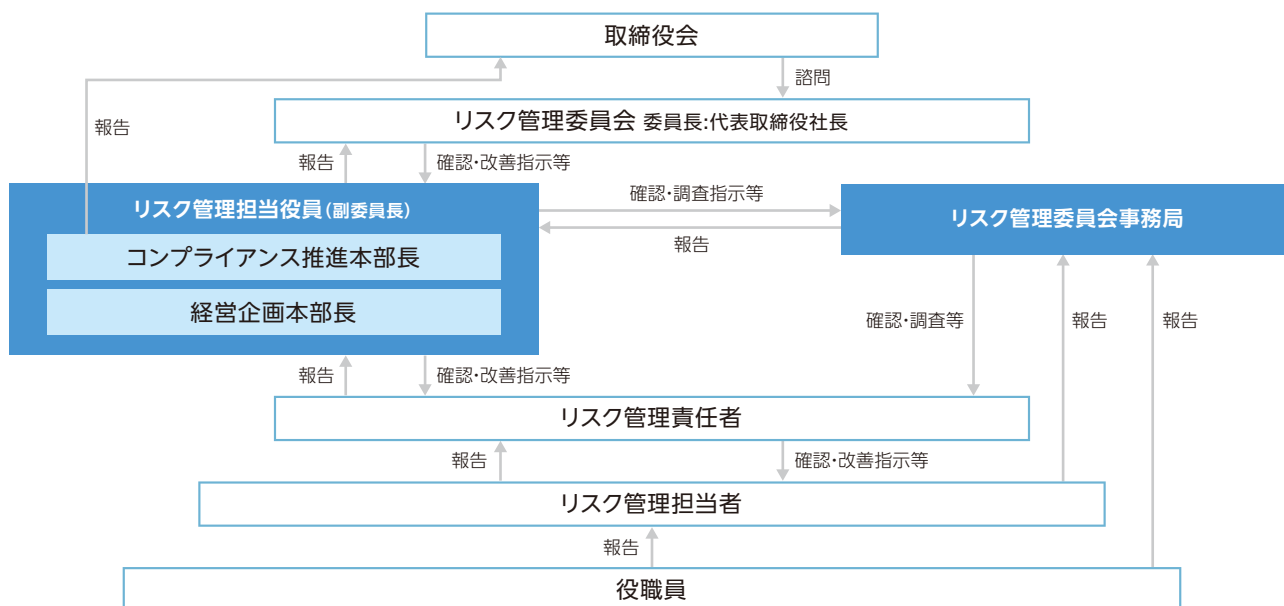 取締役会
諮問
報告
リスク管理委員会 委員長:代表取締役社長
報告
確認・改善指示等
リスク管理担当役員(副委員長)
コンプライアンス推進本部長
経営企画本部長
確認・調査指示等
報告
リスク管理委員会事務局
確認・調査等
報告
報告
報告
確認・改善指示等
リスク管理責任者
報告
確認・改善指示等
リスク管理担当者
報告
役職員